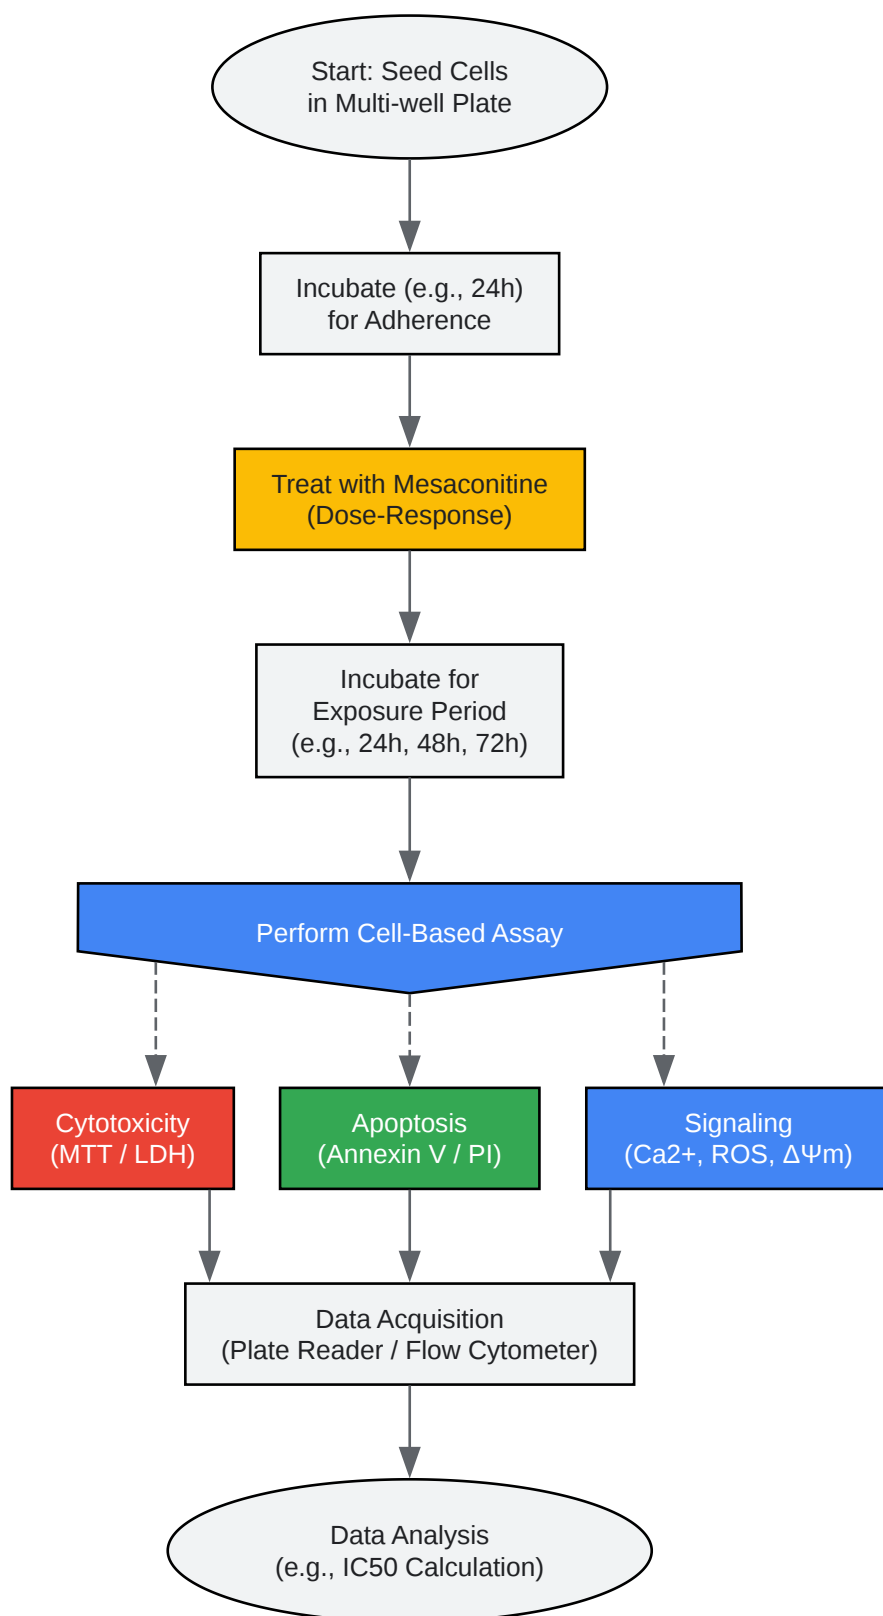 Start: Seed Cells
in Multi-well Plate
Incubate (e.g., 24h)
for Adherence
Treat with Mesaconitine
(Dose-Response)
Incubate for
Exposure Period
(e.g., 24h, 48h, 72h)
Perform Cell-Based Assay
Cytotoxicity
(MTT / LDH)
Apoptosis
(Annexin V / PI)
Signaling
(Ca2+, ROS, ΔΨm)
Data Acquisition
(Plate Reader / Flow Cytometer)
Data Analysis
(e.g., IC50 Calculation)